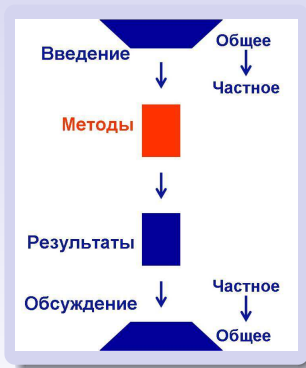 Общее
Введение
Частное
Методы
Результаты
Частное
Обсуждение
Общее